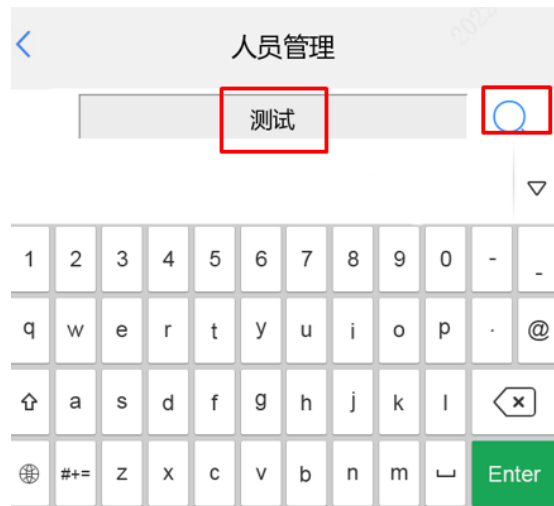 人员管理
测试
1 2 3 4 5 6 7 8 9 0 - _
q w e r t y u i o p . @
a s d f g h j k l
#+= z x c v b n m Enter